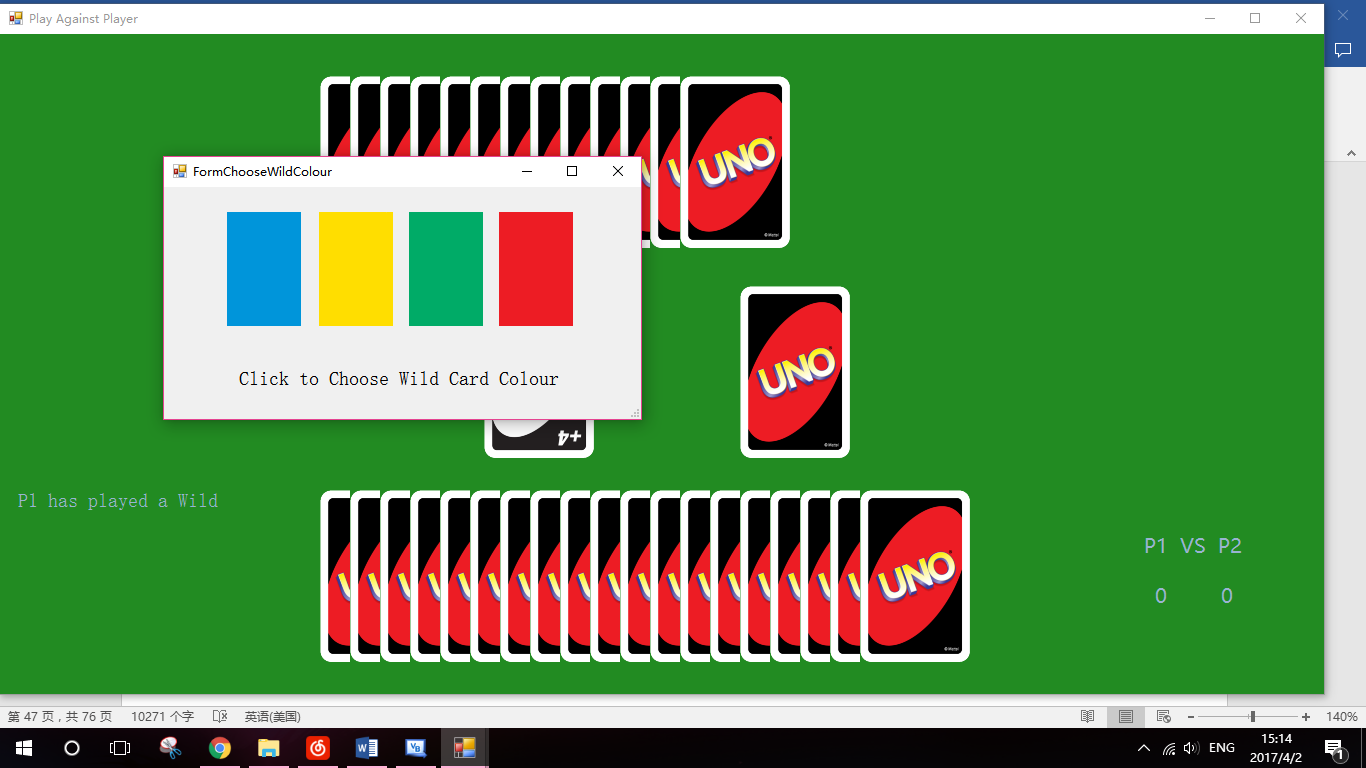 Play Against Player
UNO
FormChooseWildColour
Click to Choose Wild Card Colour
UNO
+4
P1 has played a Wild
UNO
P1 VS P2
0 0
第 47 页，共 76 页 10271 个字 英语(美国) 140%
ENG
15:14
2017/4/2
1